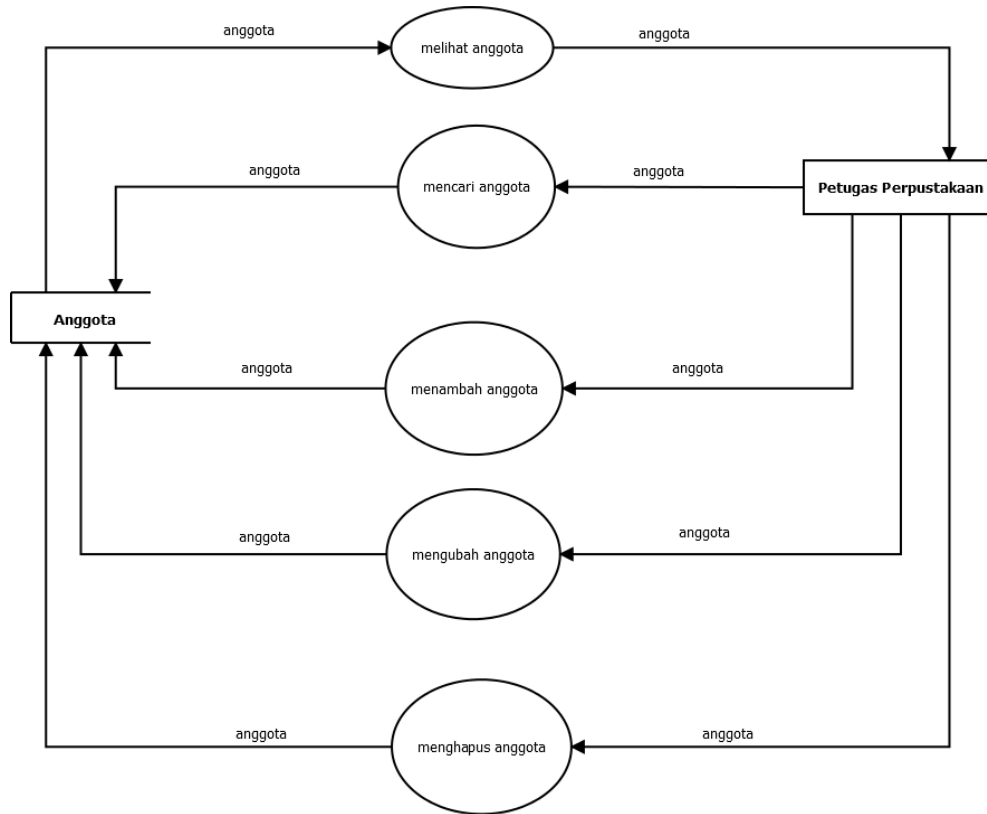 anggota
melihat anggota
anggota
anggota
mencari anggota
anggota
Petugas Perpustakaan
Anggota
anggota
menambah anggota
anggota
anggota
mengubah anggota
anggota
anggota
menghapus anggota
anggota